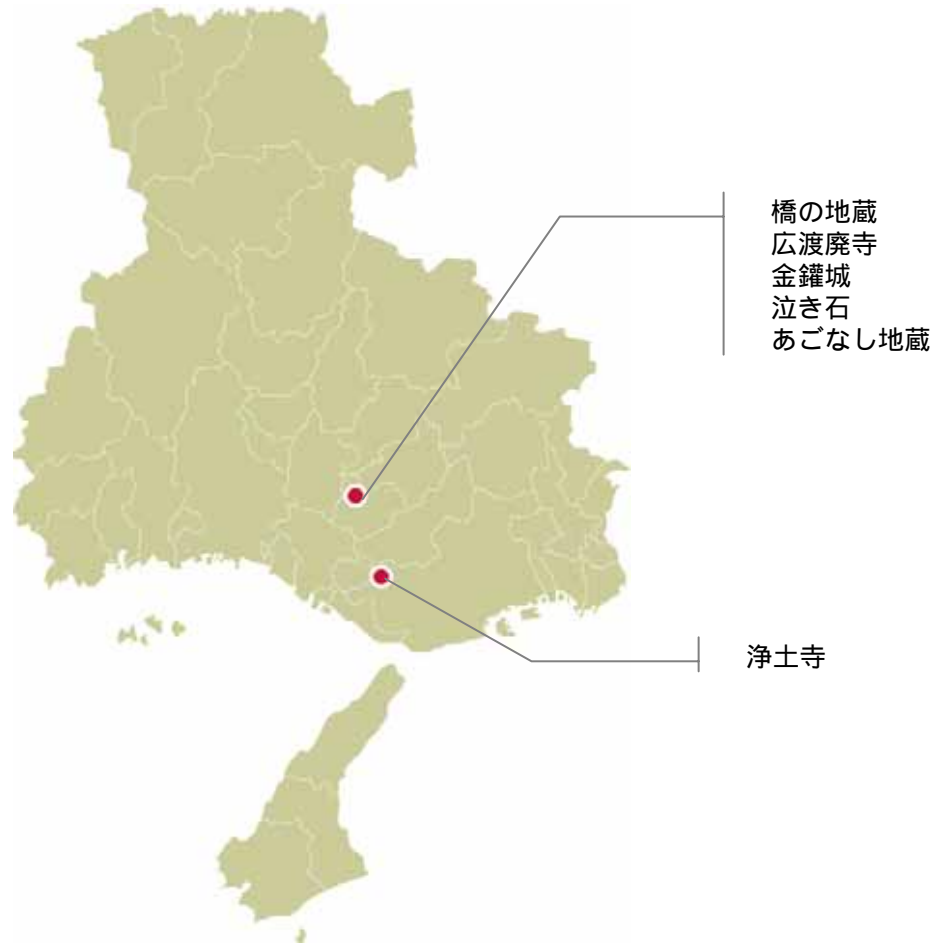 橋の地蔵
広渡廃寺
金鑵城
泣き石
あごなし地蔵
浄土寺